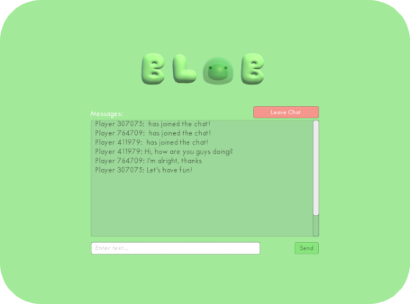 BLOB
Messages:
Leave Chat
Player 307075: has joined the chat!
Player 764709: has joined the chat!
Player 411979: has joined the chat!
Player 411979: Hi, how are you guys doing?
Player 764709: I'm alright, thanks
Player 307075: Let's have fun!
Enter text...
Send